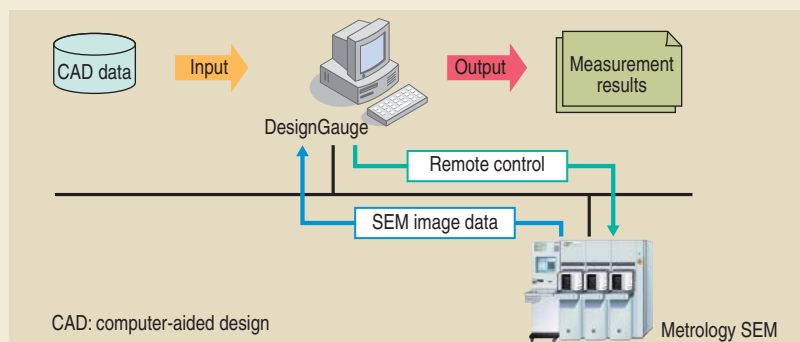 CAD data
Input
Output
Measurement
results
DesignGauge
Remote control
SEM image data
CAD: computer-aided design
Metrology SEM